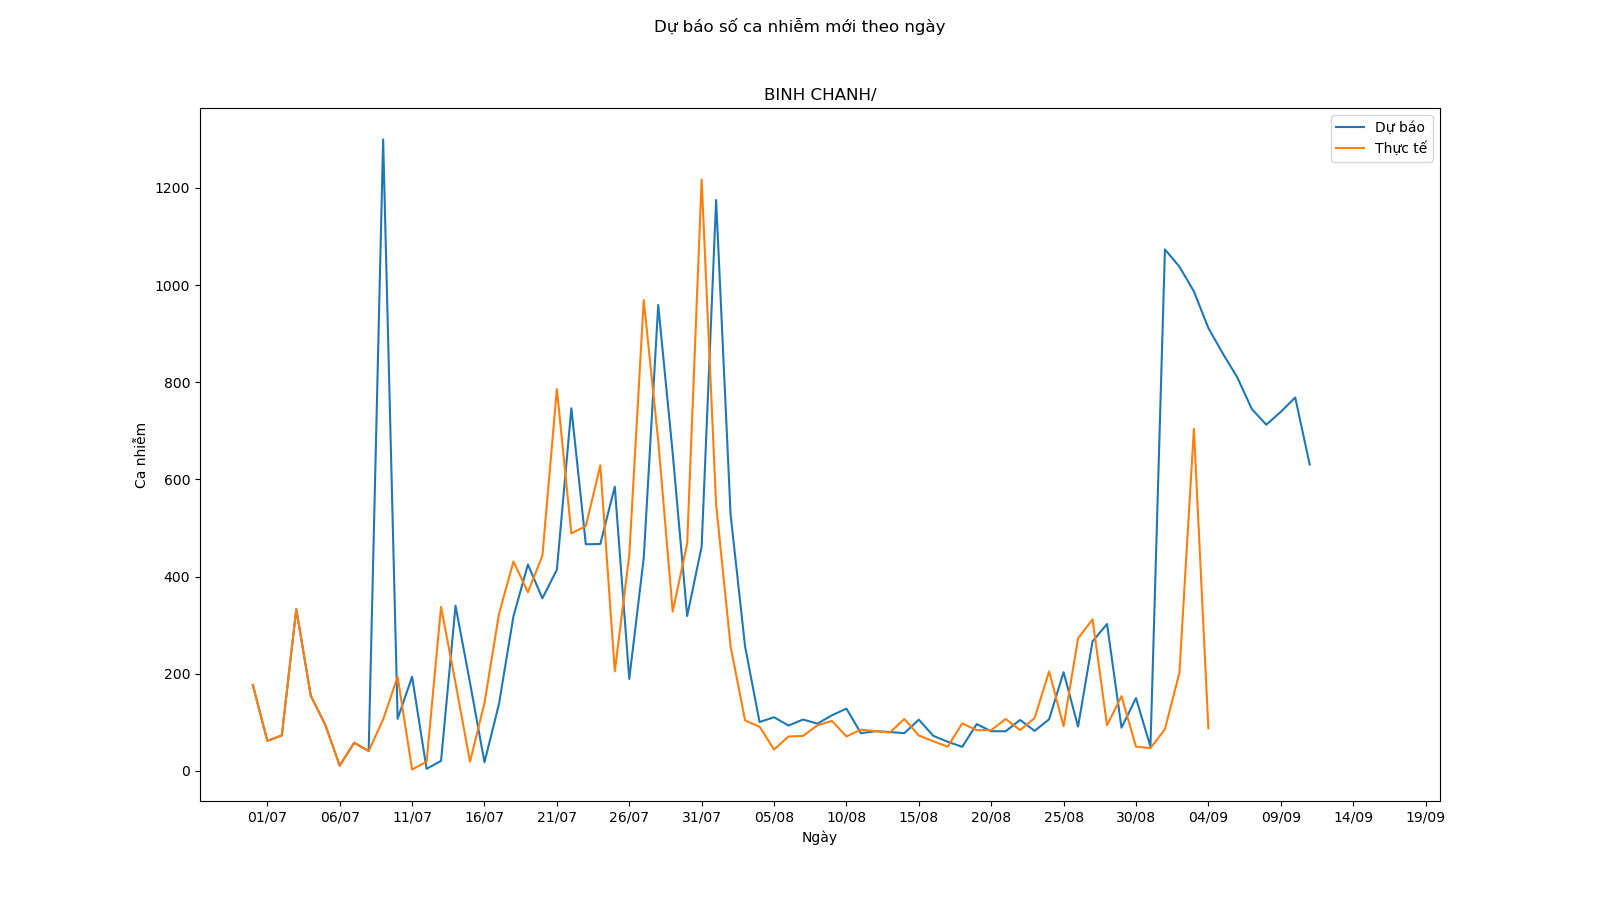 Dự báo số ca nhiễm mới theo ngày
BINH CHANH/
Dự báo
Thực tế
1200
1000
800
600
400
200
0
Ca nhiễm
01/07 06/07 11/07 16/07 21/07 26/07 31/07 05/08 10/08 15/08 20/08 25/08 30/08 04/09 09/09 14/09 19/09
Ngày